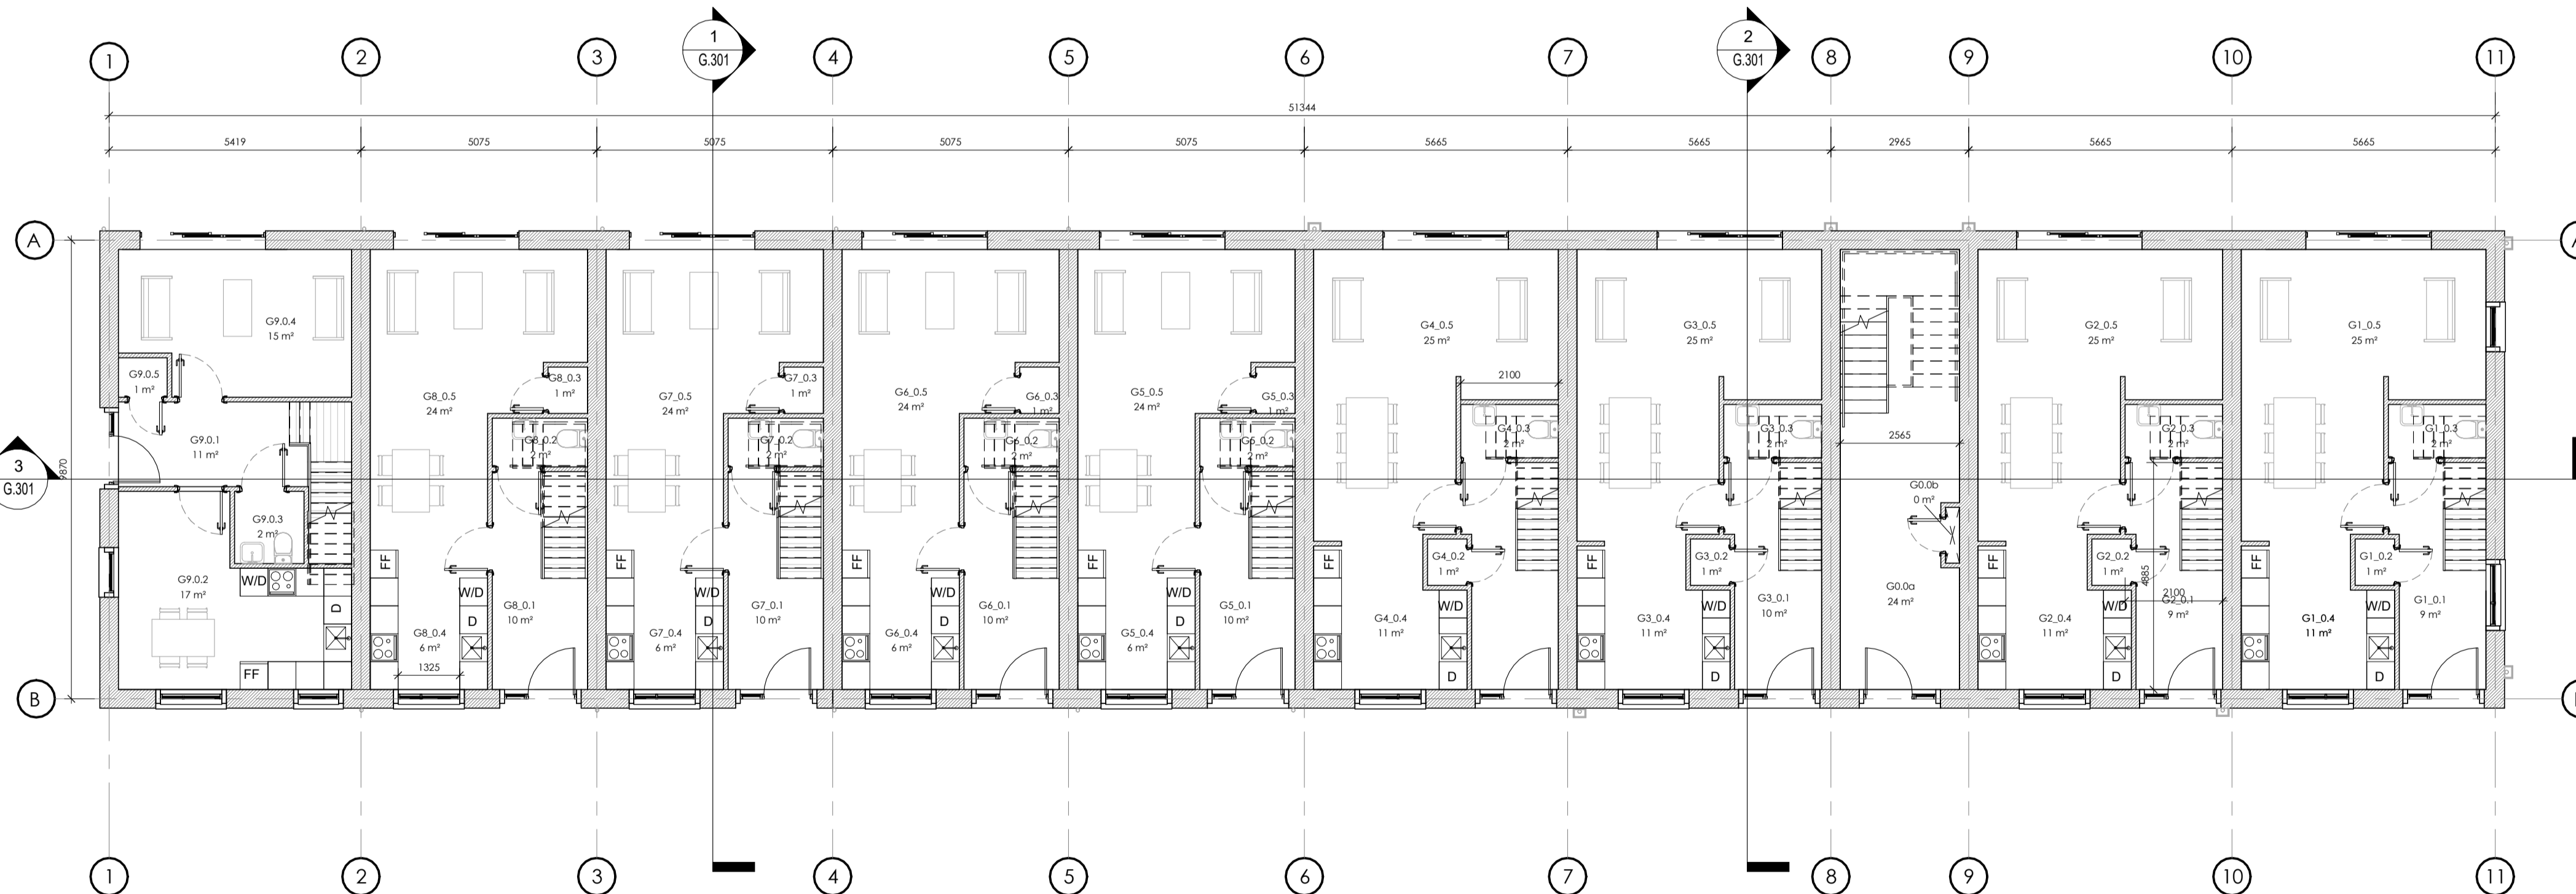 1
G.301
2
G.301
1
2
3
4
5
6
7
8
9
10
11
51344
5419
5075
5075
5075
5075
5665
5665
2965
5665
5665
A
A
G9.0.4
15 m²
G9.0.5
1 m²
G9.0.1
11 m²
G9.0.3
2 m²
G9.0.2
17 m²
W/D
D
FF
3
G.301
9870
G8_0.5
24 m²
G8_0.3
1 m²
G8_0.2
2 m²
FF
W/D
D
G8_0.1
10 m²
G8_0.4
6 m²
1325
G7_0.5
24 m²
G7_0.3
1 m²
G7_0.2
2 m²
FF
W/D
D
G7_0.1
10 m²
G7_0.4
6 m²
G6_0.5
24 m²
G6_0.3
1 m²
G6_0.2
2 m²
FF
W/D
D
G6_0.1
10 m²
G6_0.4
6 m²
G5_0.5
24 m²
G5_0.3
1 m²
G5_0.2
2 m²
FF
W/D
D
G5_0.1
10 m²
G5_0.4
6 m²
G4_0.5
25 m²
2100
G4_0.3
2 m²
FF
G4_0.2
1 m²
W/D
G4_0.4
11 m²
D
G3_0.5
25 m²
G3_0.3
2 m²
FF
G3_0.2
1 m²
W/D
G3_0.1
10 m²
G3_0.4
11 m²
D
2565
G0.0b
0 m²
G0.0a
24 m²
G2_0.5
25 m²
G2_0.3
2 m²
FF
G2_0.2
1 m²
4885
2100
W/D
G2_0.1
9 m²
G2_0.4
11 m²
D
G1_0.5
25 m²
G1_0.3
2 m²
FF
G1_0.2
1 m²
W/D
G1_0.1
9 m²
G1_0.4
11 m²
D
B
1
2
3
4
5
6
7
8
9
10
11